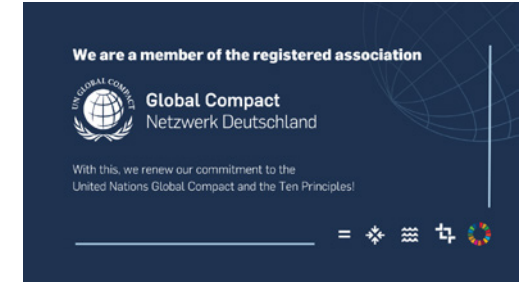 We are a member of the registered association
UN GLOBAL COMPACT
Global Compact
Netzwerk Deutschland
With this, we renew our commitment to the
United Nations Global Compact and the Ten Principles!